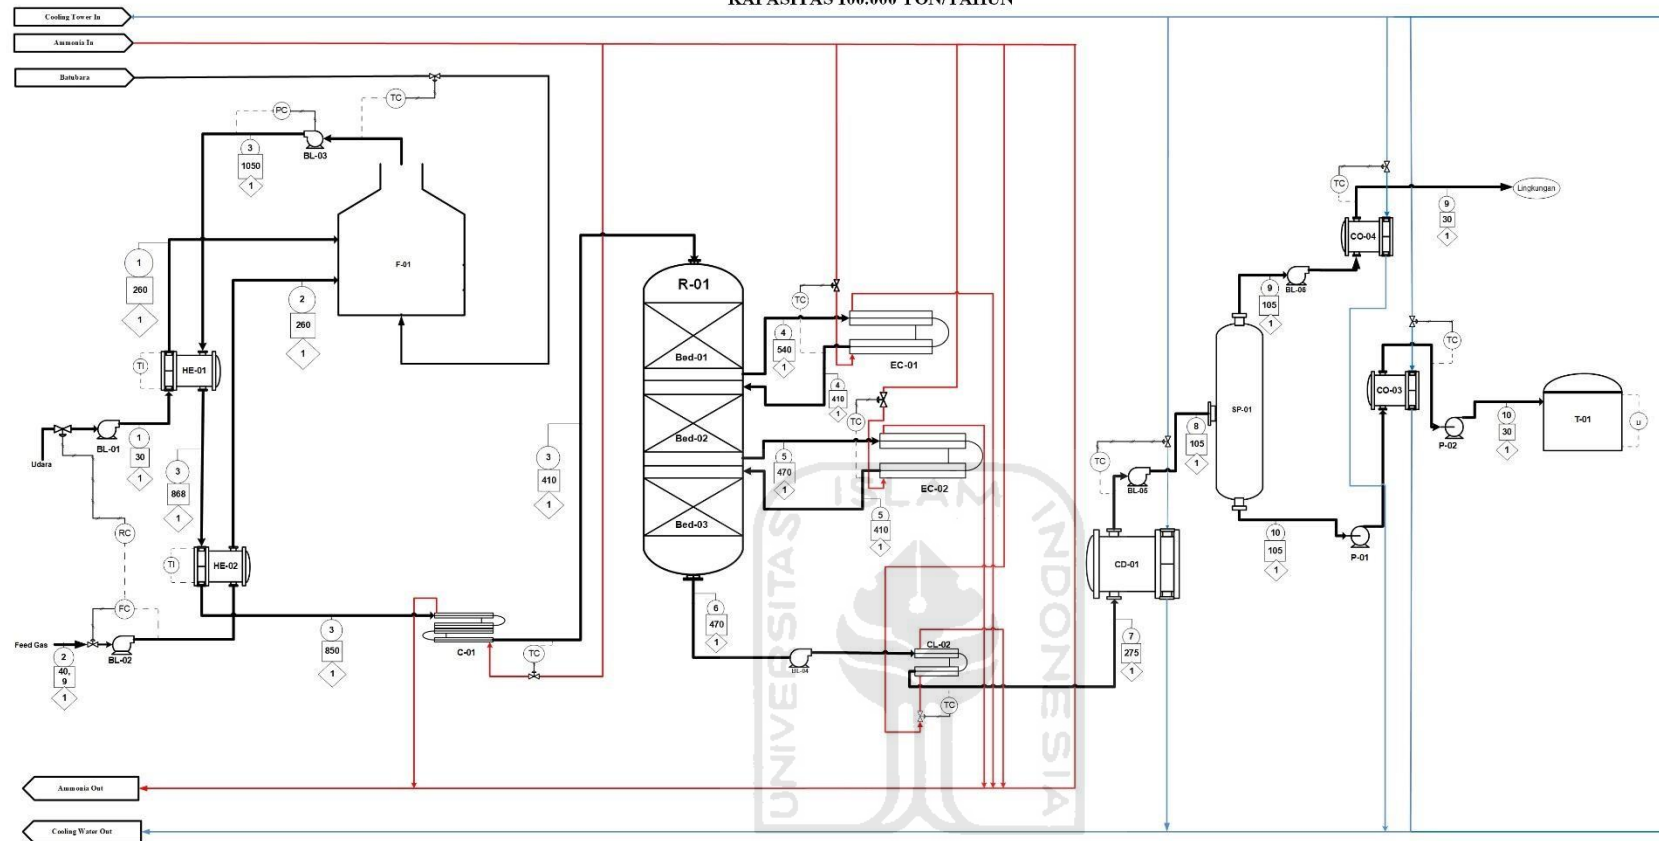 KAPASITAS 100.000 TON/TAHUN
Cooling Tower In
Ammonia In
Batubara
TC
PC
BL-03
3
1050
1
F-01
1
260
1
2
260
1
TI
HE-01
Udara
BL-01
1
30
1
3
868
1
RC
TI
HE-02
FC
Feed Gas
BL-02
2
40,
9
1
3
850
1
C-01
TC
3
410
1
R-01
Bed-01
Bed-02
Bed-03
TC
4
540
1
EC-01
4
410
1
TC
5
470
1
EC-02
5
410
1
6
470
1
BL-04
CL-02
TC
7
275
1
CD-01
TC
BL-05
8
105
1
SP-01
9
105
1
BL-06
TC
CO-04
9
30
1
Lingkungan
TC
CO-03
10
105
1
P-01
P-02
10
30
1
T-01
LI
Ammonia Out
Cooling Water Out
UNIVERSITAS
ISLAM
INDONESIA